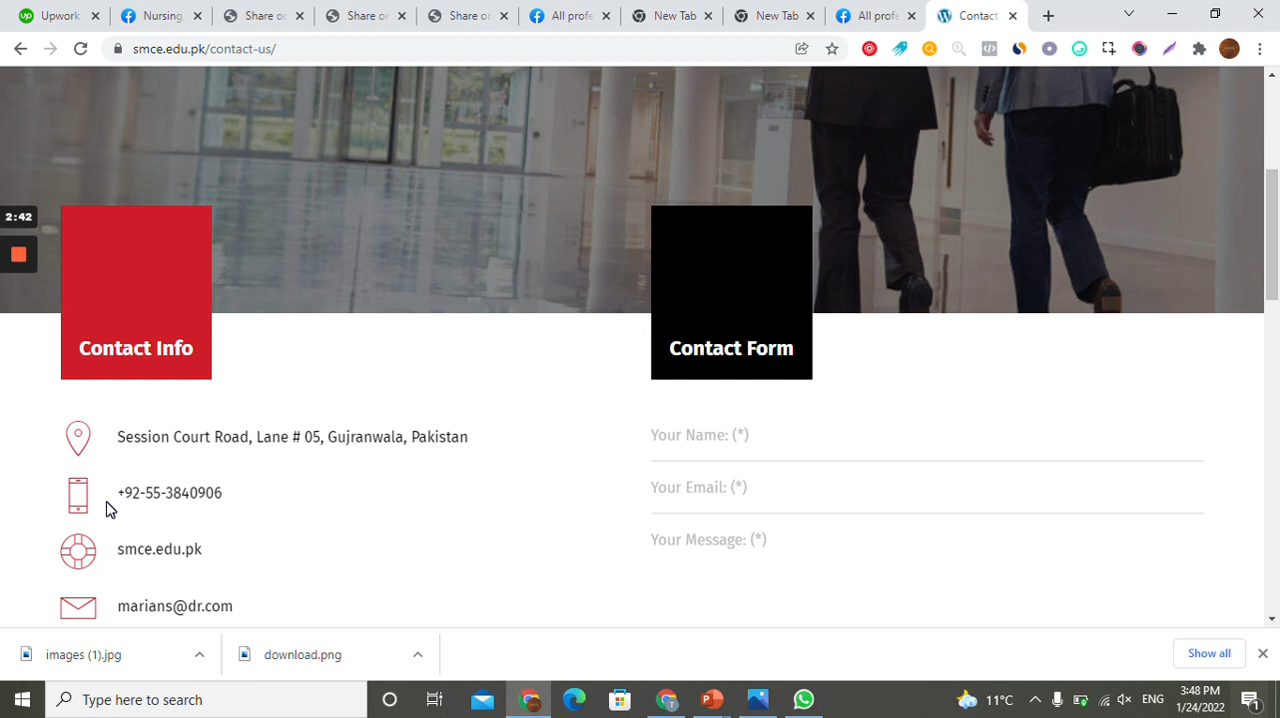 Upwork
Nursing
Share or
Share or
Share or
All profe
New Tab
New Tab
All profe
Contact
smce.edu.pk/contact-us/
2:42
Contact Info
Contact Form
Session Court Road, Lane # 05, Gujranwala, Pakistan
+92-55-3840906
smce.edu.pk
marians@dr.com
Your Name: (*)
Your Email: (*)
Your Message: (*)
images (1).jpg
download.png
Show all
Type here to search
11°C
ENG
3:48 PM
1/24/2022